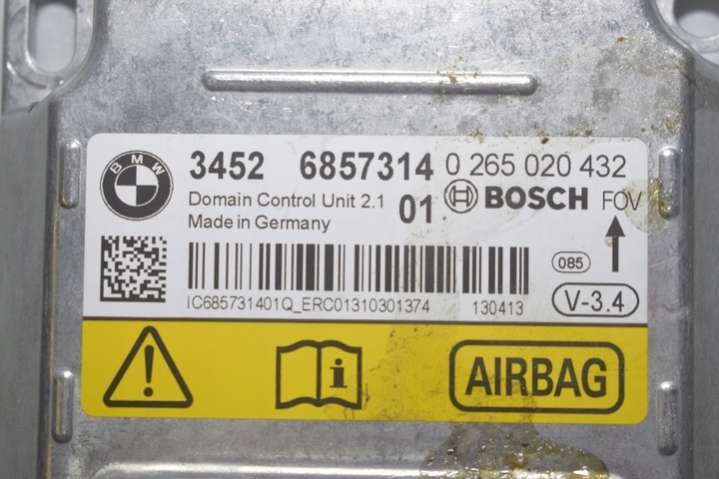 BMW
3452 6857314 0 265 020 432
Domain Control Unit 2.1 01 BOSCH FOV
Made in Germany
085
IC685731401Q_ERC01310301374 130413 V-3.4
i AIRBAG